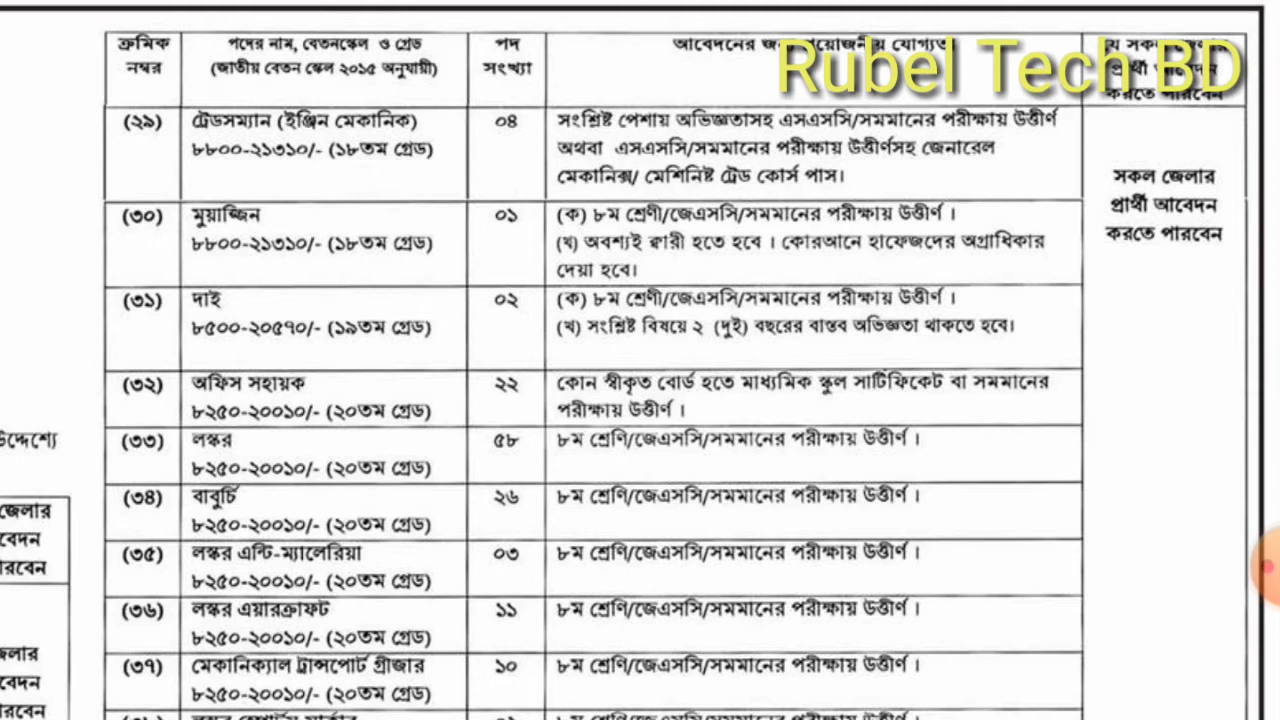 Rubel Tech BD
ক্রমিক
নম্বর
পদের নাম, বেতনস্কেল ও গ্রেড
(জাতীয় বেতন স্কেল ২০১৫ অনুযায়ী)
পদ
সংখ্যা
আবেদনের
প্রার্থী আবেদন
করতে পারবেন
(২৯)
ট্রেডসম্যান (ইঞ্জিন মেকানিক)
৮৮০০-২১৩১০/- (১৮তম গ্রেড)
০৪
সংশ্লিষ্ট পেশায় অভিজ্ঞতাসহ এসএসসি/সমমানের পরীক্ষায় উত্তীর্ণ
অথবা এসএসসি/সমমানের পরীক্ষায় উত্তীর্ণসহ জেনারেল
মেকানিক্স/ মেশিনিষ্ট ট্রেড কোর্স পাস।
সকল জেলার
প্রার্থী আবেদন
করতে পারবেন
(৩০)
মুয়াজ্জিন
৮৮০০-২১৩১০/- (১৮তম গ্রেড)
০১
(ক) ৮ম শ্রেণী/জেএসসি/সমমানের পরীক্ষায় উত্তীর্ণ ।
(খ) অবশ্যই ক্বারী হতে হবে । কোরআনে হাফেজদের অগ্রাধিকার
দেয়া হবে।
(৩১)
দাই
৮৫০০-২০৫৭০/- (১৯তম গ্রেড)
০২
(ক) ৮ম শ্রেণী/জেএসসি/সমমানের পরীক্ষায় উত্তীর্ণ ।
(খ) সংশ্লিষ্ট বিষয়ে ২ (দুই) বছরের বাস্তব অভিজ্ঞতা থাকতে হবে।
(৩২)
অফিস সহায়ক
৮২৫০-২০০১০/- (২০তম গ্রেড)
২২
কোন স্বীকৃত বোর্ড হতে মাধ্যমিক স্কুল সার্টিফিকেট বা সমমানের
পরীক্ষায় উত্তীর্ণ ।
(৩৩)
লস্কর
৮২৫০-২০০১০/- (২০তম গ্রেড)
৫৮
৮ম শ্রেণি/জেএসসি/সমমানের পরীক্ষায় উত্তীর্ণ ।
(৩৪)
বাবুর্চি
৮২৫০-২০০১০/- (২০তম গ্রেড)
২৬
৮ম শ্রেণি/জেএসসি/সমমানের পরীক্ষায় উত্তীর্ণ ।
(৩৫)
লস্কর এন্টি-ম্যালেরিয়া
৮২৫০-২০০১০/- (২০তম গ্রেড)
০৩
৮ম শ্রেণি/জেএসসি/সমমানের পরীক্ষায় উত্তীর্ণ ।
(৩৬)
লস্কর এয়ারক্রাফট
৮২৫০-২০০১০/- (২০তম গ্রেড)
১১
৮ম শ্রেণি/জেএসসি/সমমানের পরীক্ষায় উত্তীর্ণ ।
(৩৭)
মেকানিক্যাল ট্রান্সপোর্ট গ্রীজার
৮২৫০-২০০১০/- (২০তম গ্রেড)
১০
৮ম শ্রেণি/জেএসসি/সমমানের পরীক্ষায় উত্তীর্ণ ।